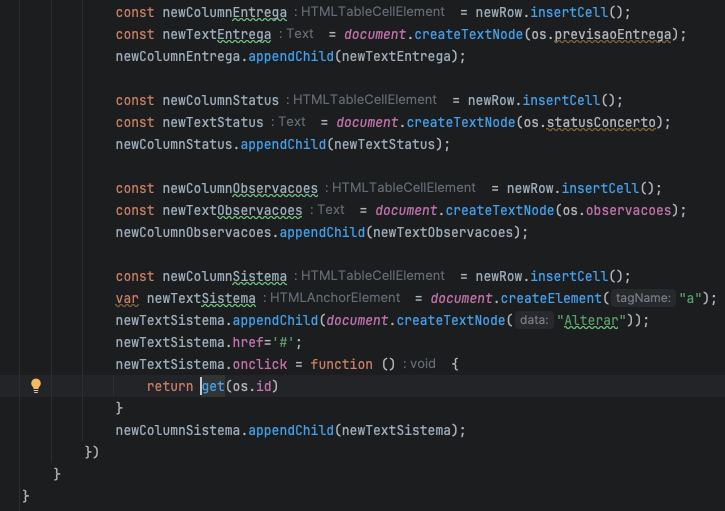 const newColumnEntrega : HTMLTableCellElement = newRow.insertCell();
const newTextEntrega : Text = document.createTextNode(os.previsaoEntrega);
newColumnEntrega.appendChild(newTextEntrega);
const newColumnStatus : HTMLTableCellElement = newRow.insertCell();
const newTextStatus : Text = document.createTextNode(os.statusConcerto);
newColumnStatus.appendChild(newTextStatus);
const newColumnObservacoes : HTMLTableCellElement = newRow.insertCell();
const newTextObservacoes : Text = document.createTextNode(os.observacoes);
newColumnObservacoes.appendChild(newTextObservacoes);
const newColumnSistema : HTMLTableCellElement = newRow.insertCell();
var newTextSistema : HTMLAnchorElement = document.createElement( tagName: "a");
newTextSistema.appendChild(document.createTextNode( data: "Alterar"));
newTextSistema.href='#';
newTextSistema.onclick = function () : void {
return get(os.id)
}
newColumnSistema.appendChild(newTextSistema);
})
}
}